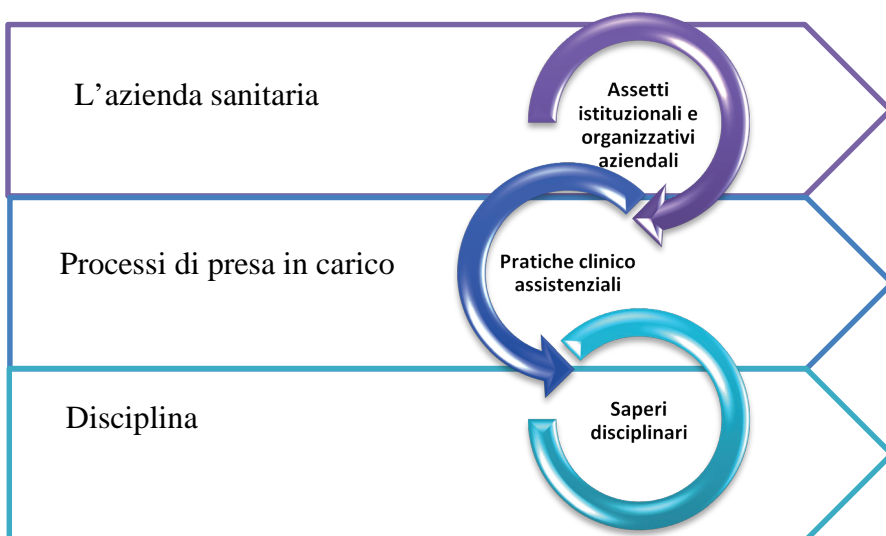 L’azienda sanitaria
Assetti
istituzionali e
organizzativi
aziendali
Processi di presa in carico
Pratiche clinico
assistenziali
Disciplina
Saperi
disciplinari